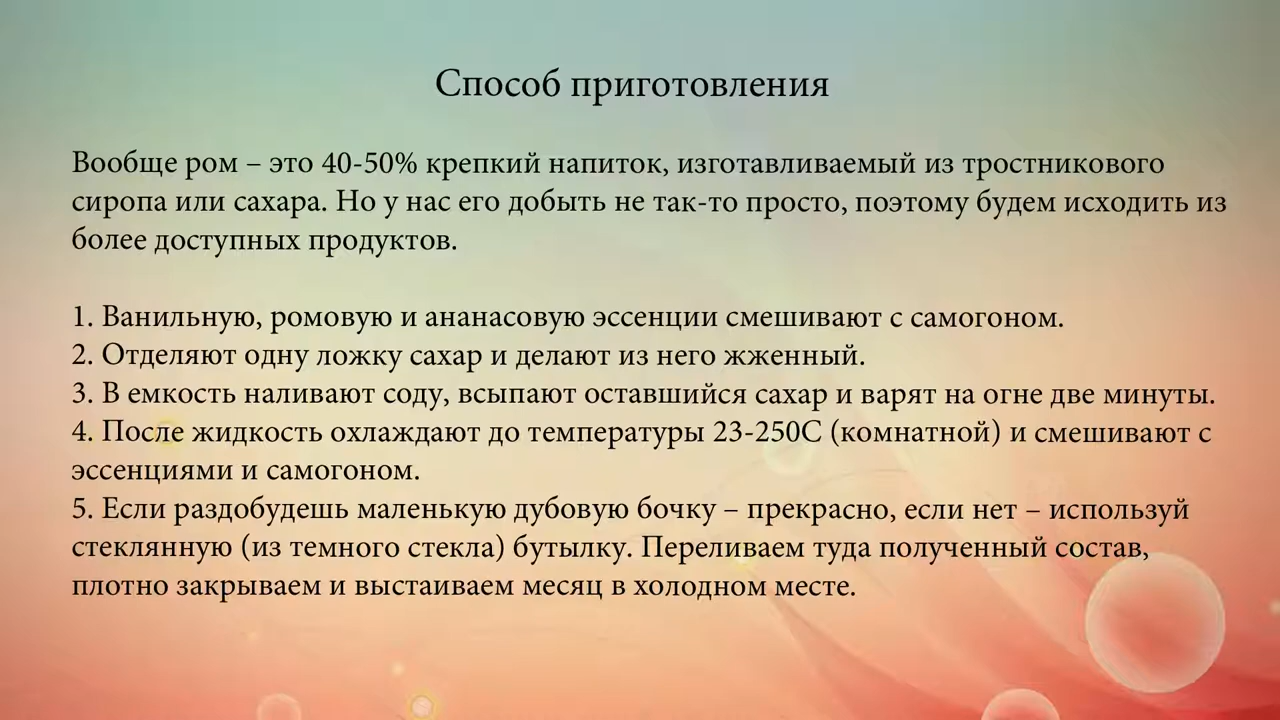 Способ приготовления
Вообще ром – это 40-50% крепкий напиток, изготавливаемый из тростникового
сиропа или сахара. Но у нас его добыть не так-то просто, поэтому будем исходить из
более доступных продуктов.
1. Ванильную, ромовую и ананасовую эссенции смешивают с самогоном.
2. Отделяют одну ложку сахар и делают из него жженный.
3. В емкость наливают соду, всыпают оставшийся сахар и варят на огне две минуты.
4. После жидкость охлаждают до температуры 23-250С (комнатной) и смешивают с
эссенциями и самогоном.
5. Если раздобудешь маленькую дубовую бочку – прекрасно, если нет – используй
стеклянную (из темного стекла) бутылку. Переливаем туда полученный состав,
плотно закрываем и выстаиваем месяц в холодном месте.